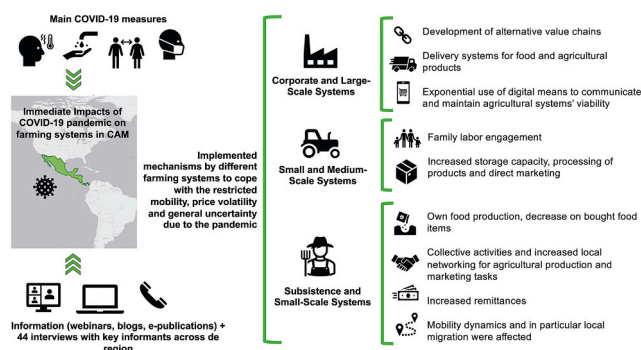 Main COVID-19 measures
Immediate Impacts of
COVID-19 pandemic on
farming systems in CAM
Information (webinars, blogs, e-publications) +
44 interviews with key informants across de
region
Implemented
mechanisms by different
farming systems to cope
with the restricted
mobility, price volatility
and general uncertainty
due to the pandemic
Corporate and Large-
Scale Systems
Development of alternative value chains
Delivery systems for food and agricultural
products
Exponential use of digital means to communicate
and maintain agricultural systems' viability
Small and Medium-
Scale Systems
Family labor engagement
Increased storage capacity, processing of
products and direct marketing
Subsistence and
Small-Scale Systems
Own food production, decrease on bought food
items
Collective activities and increased local
networking for agricultural production and
marketing tasks
Increased remittances
Mobility dynamics and in particular local
migration were affected